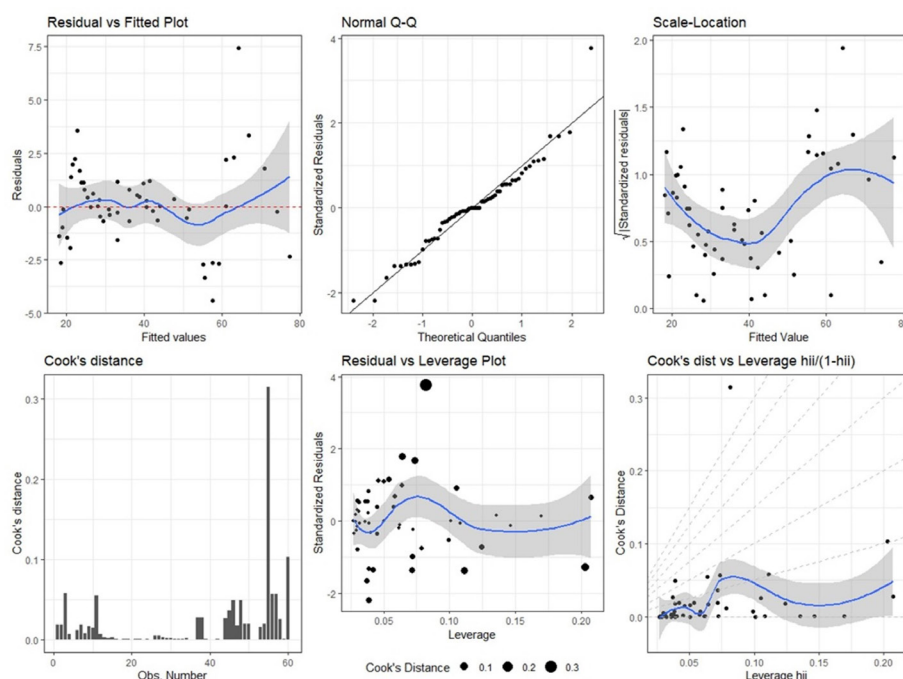 Residual vs Fitted Plot
7.5
5.0
2.5
0.0
-2.5
-5.0
20 40 60 80
Residuals
Fitted values
Normal Q-Q
4
2
0
-2
-2 -1 0 1 2
Standardized Residuals
Theoretical Quantiles
Scale-Location
2.0
1.5
1.0
0.5
0.0
20 40 60 80
√|Standardized residuals|
Fitted Value
Cook's distance
0.3
0.2
0.1
0.0
0 20 40 60
Cook's distance
Obs. Number
Residual vs Leverage Plot
4
2
0
-2
0.05 0.10 0.15 0.20
Standardized Residuals
Leverage
Cook's Distance 0.1 0.2 0.3
Cook's dist vs Leverage hii/(1-hii)
0.3
0.2
0.1
0.0
0.05 0.10 0.15 0.20
Cook's Distance
Leverage hii